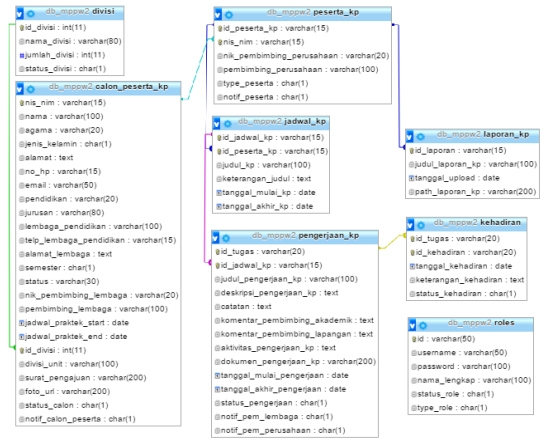 db_mppw2 divisi
id_divisi : int(11)
nama_divisi : varchar(80)
jumlah_divisi : int(11)
status_divisi : char(1)
db_mppw2 calon_peserta_kp
nis_nim : varchar(15)
nama : varchar(100)
agama : varchar(20)
jenis_kelamin : char(1)
alamat : text
no_hp : varchar(15)
email : varchar(50)
pendidikan : varchar(20)
jurusan : varchar(80)
lembaga_pendidikan : varchar(100)
telp_lembaga_pendidikan : varchar(15)
alamat_lembaga : text
semester : char(1)
status : varchar(30)
nik_pembimbing_lembaga : varchar(20)
pembimbing_lembaga : varchar(100)
jadwal_praktek_start : date
jadwal_praktek_end : date
id_divisi : int(11)
divisi_unit : varchar(100)
surat_pengajuan : varchar(200)
foto_url : varchar(200)
status_calon : char(1)
notif_calon_peserta : char(1)
db_mppw2 peserta_kp
id_peserta_kp : varchar(15)
nis_nim : varchar(15)
nik_pembimbing_perusahaan : varchar(20)
pembimbing_perusahaan : varchar(100)
type_peserta : char(1)
notif_peserta : char(1)
db_mppw2 jadwal_kp
id_jadwal_kp : varchar(15)
id_peserta_kp : varchar(15)
judul_kp : varchar(100)
keterangan_judul : text
tanggal_mulai_kp : date
tanggal_akhir_kp : date
db_mppw2 pengerjaan_kp
id_tugas : varchar(20)
id_jadwal_kp : varchar(15)
judul_pengerjaan_kp : varchar(100)
deskripsi_pengerjaan_kp : text
catatan : text
komentar_pembimbing_akademik : text
komentar_pembimbing_lapangan : text
aktivitas_pengerjaan_kp : text
dokumen_pengerjaan_kp : varchar(200)
tanggal_mulai_pengerjaan : date
tanggal_akhir_pengerjaan : date
status_pengerjaan : char(1)
notif_pem_lembaga : char(1)
notif_pem_perusahaan : char(1)
db_mppw2 laporan_kp
id_laporan : varchar(15)
judul_laporan_kp : varchar(100)
tanggal_upload : date
path_laporan_kp : varchar(200)
db_mppw2 kehadiran
id_tugas : varchar(20)
id_kehadiran : varchar(20)
tanggal_kehadiran : date
keterangan_kehadiran : text
status_kehadiran : char(1)
db_mppw2 roles
id : varchar(50)
username : varchar(50)
password : varchar(100)
nama_lengkap : varchar(100)
status_role : char(1)
type_role : char(1)